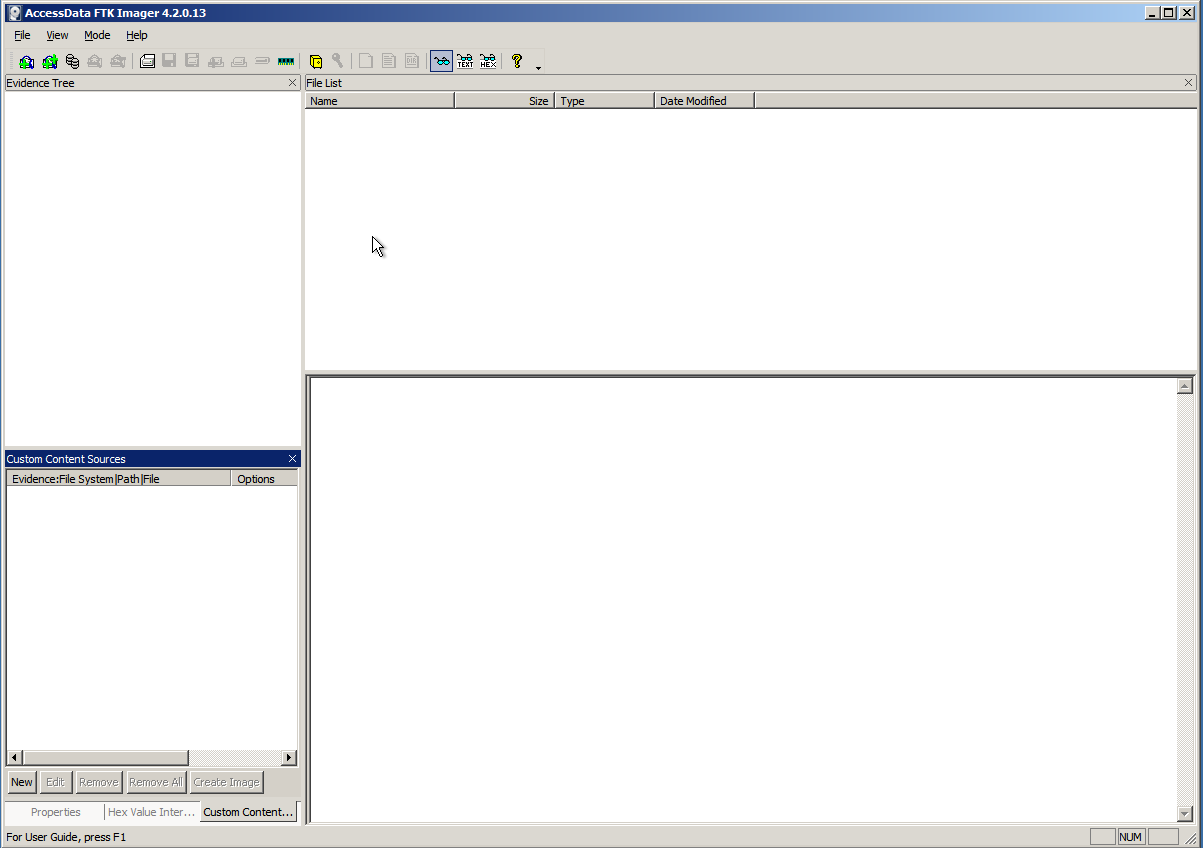 AccessData FTK Imager 4.2.0.13
File View Mode Help
TEXT HEX DIR
Evidence Tree
File List
Name Size Type Date Modified
Custom Content Sources
Evidence:File System|Path|File Options
New Edit Remove Remove All Create Image
Properties Hex Value Inter... Custom Content...
For User Guide, press F1
NUM